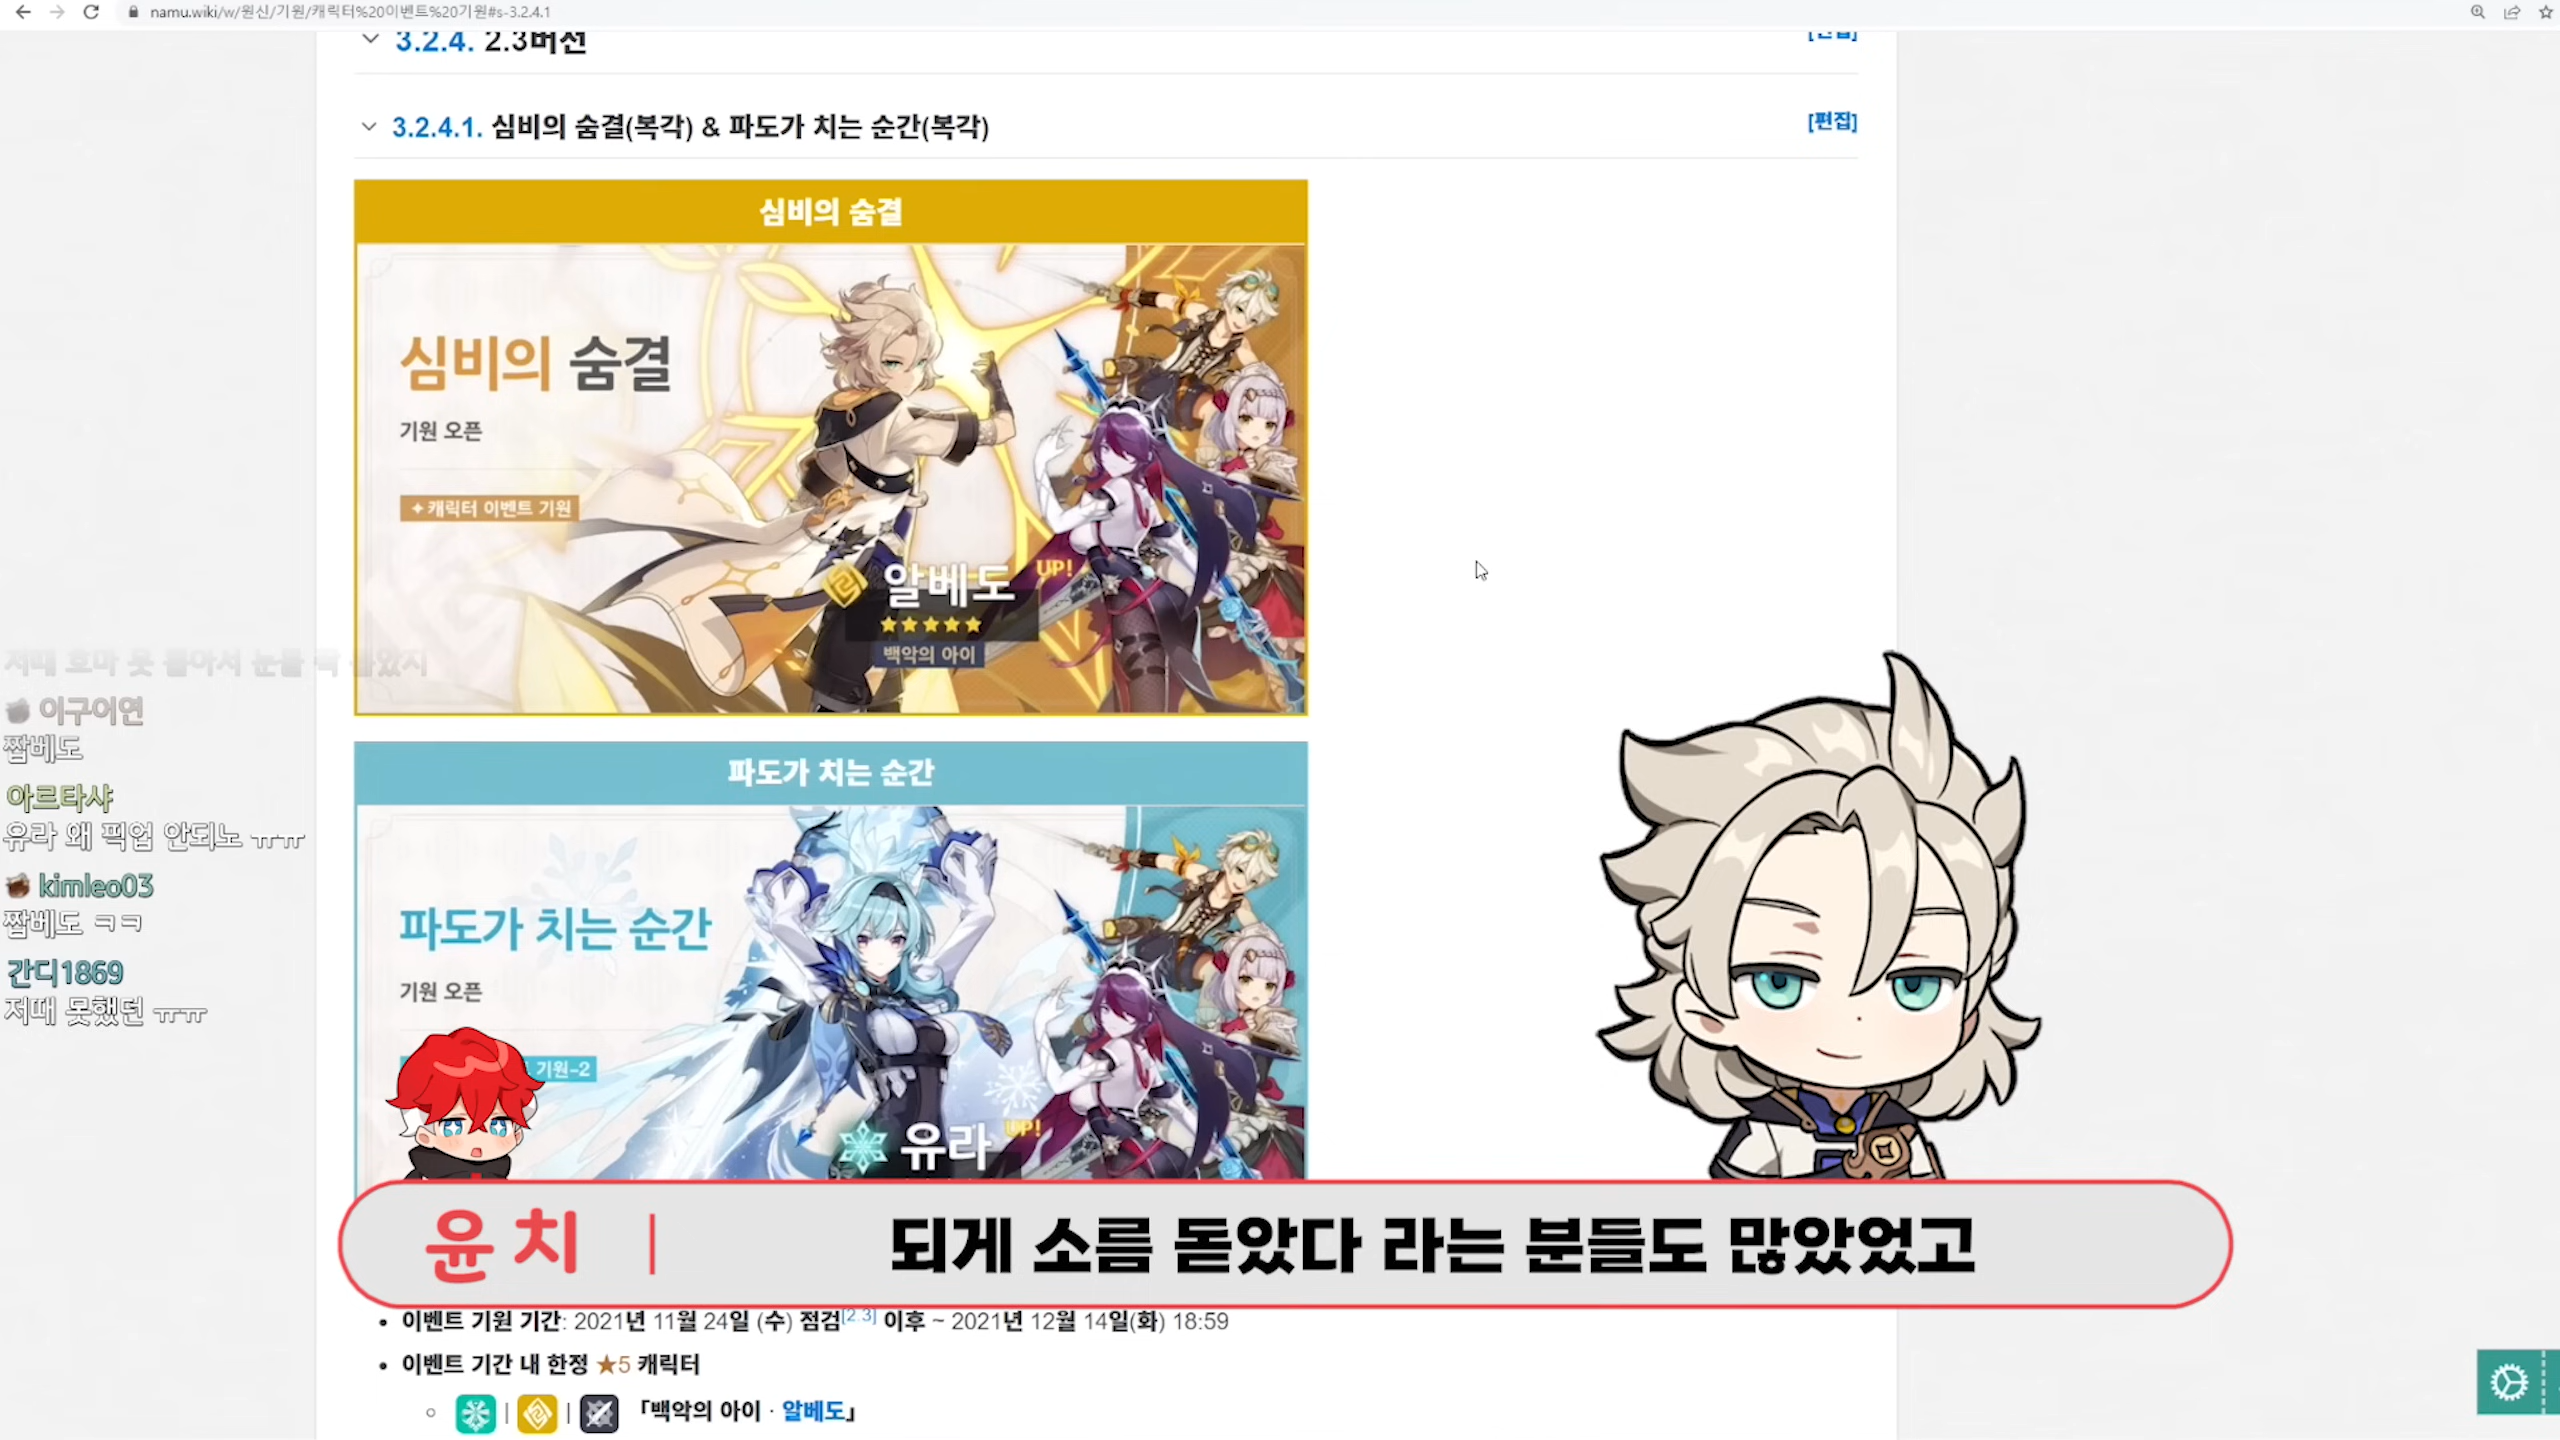 namu.wiki/w/원신/기원/캐릭터%20이벤트%20기원#s-3.2.4.1
3.2.4. 2.3버전
[편집]
3.2.4.1. 심비의 숨결(복각) & 파도가 치는 순간(복각)
[편집]
심비의 숨결
심비의 숨결
기원 오픈
✦캐릭터 이벤트 기원
알베도 UP!
★★★★★
백악의 아이
파도가 치는 순간
파도가 치는 순간
기원 오픈
기원-2
유라 UP!
이구어연
짭베도
아르타샤
유라 왜 픽업 안되노 ㅠㅠ
kimleo03
짭베도 ㅋㅋ
간디1869
저때 못했던 ㅠㅠ
윤치 | 되게 소름 돋았다 라는 분들도 많았었고
• 이벤트 기원 기간: 2021년 11월 24일 (수) 점검[2.3] 이후 ~ 2021년 12월 14일(화) 18:59
• 이벤트 기간 내 한정 ★5 캐릭터
「백악의 아이 · 알베도」